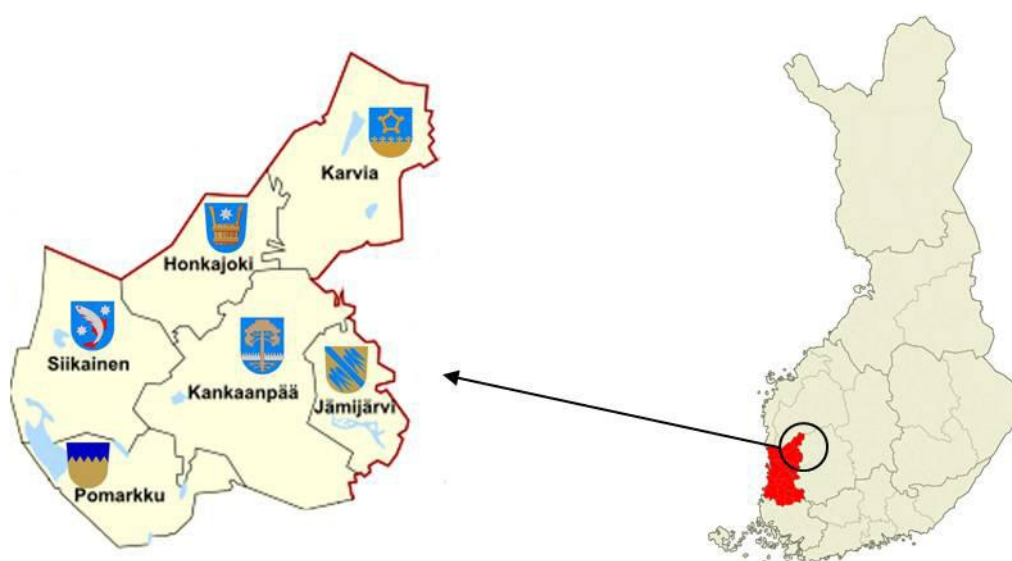 Karvia
Honkajoki
Siikainen
Kankaanpää
Jämijärvi
Pomarkku